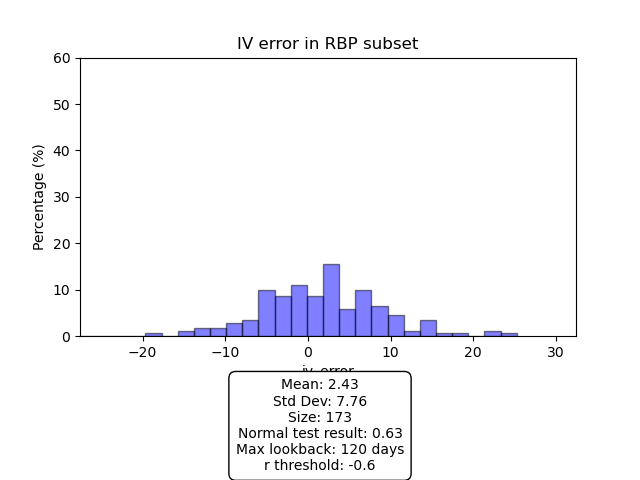 IV error in RBP subset
60
50
40
30
20
10
0
Percentage (%)
−20
−10
0
10
20
30
iv_error
Mean: 2.43
Std Dev: 7.76
Size: 173
Normal test result: 0.63
Max lookback: 120 days
r threshold: -0.6